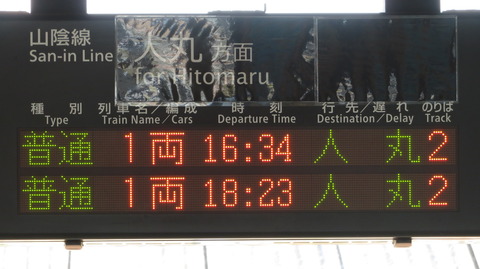 山陰線
San-in Line
人丸方面
for Hitomaru
種別 列車名／編成 時刻 行先／遅れ のりば
Type Train Name／Cars Departure Time Destination／Delay Track
普通 1両 16:34 人丸 2
普通 1両 18:23 人丸 2